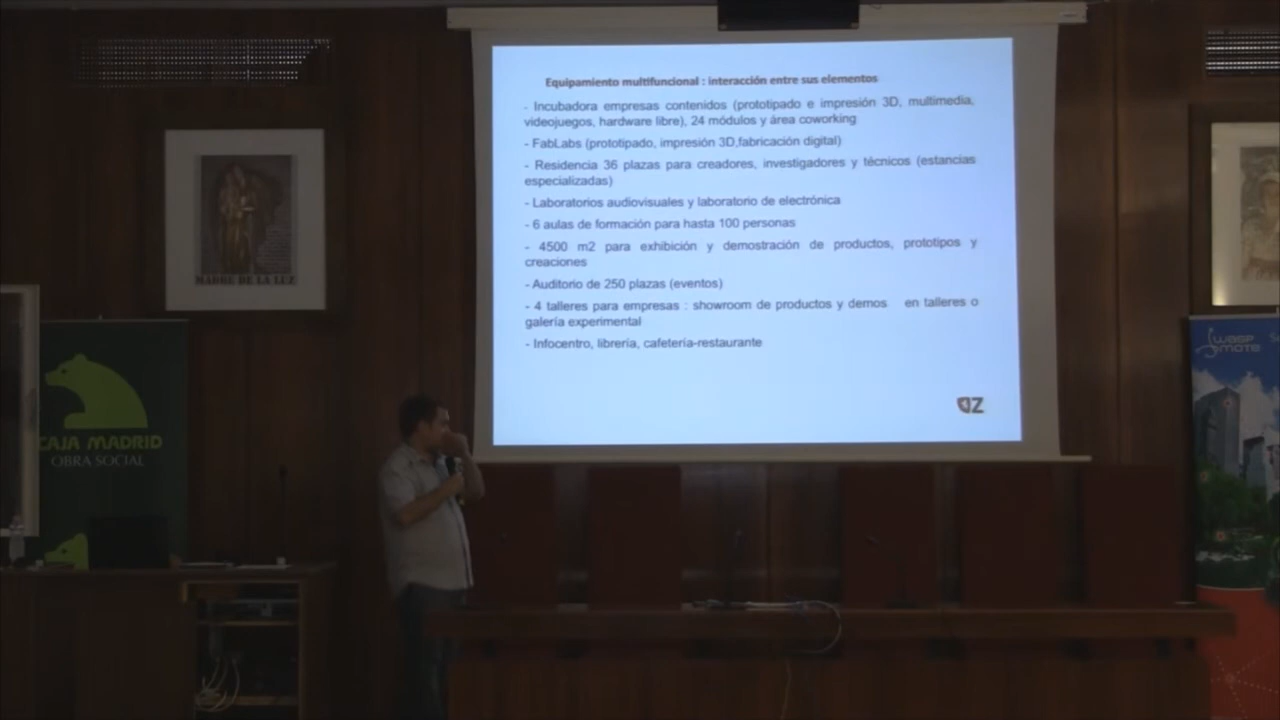 Equipamiento multifuncional : interacción entre sus elementos
- Incubadora empresas contenidos (prototipado e impresión 3D, multimedia,
videojuegos, hardware libre), 24 módulos y área coworking
- FabLabs (prototipado, impresión 3D,fabricación digital)
- Residencia 36 plazas para creadores, investigadores y técnicos (estancias
especializadas)
- Laboratorios audiovisuales y laboratorio de electrónica
- 6 aulas de formación para hasta 100 personas
- 4500 m2 para exhibición y demostración de productos, prototipos y
creaciones
- Auditorio de 250 plazas (eventos)
- 4 talleres para empresas : showroom de productos y demos en talleres o
galería experimental
- Infocentro, librería, cafetería-restaurante
Z
MADRE DE LA LUZ
CAJA MADRID
OBRA SOCIAL
wasp
mote